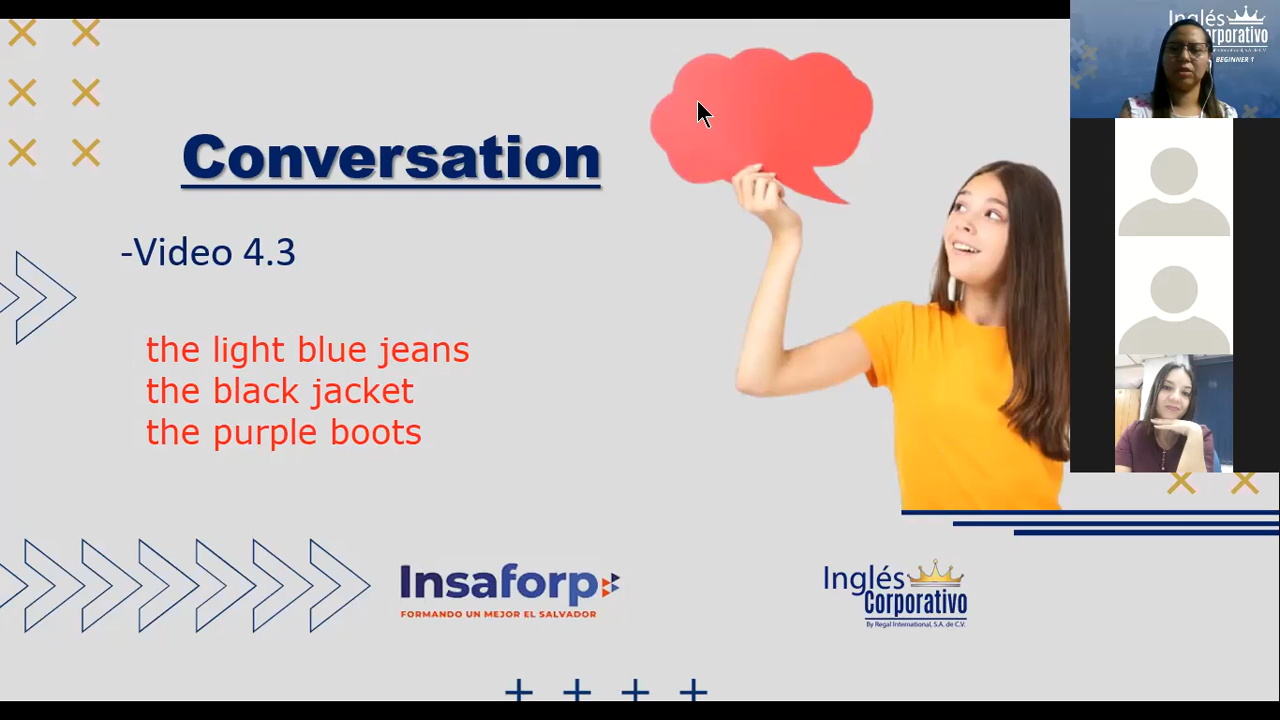 Conversation
-Video 4.3
the light blue jeans
the black jacket
the purple boots
Insaforp
FORMANDO UN MEJOR EL SALVADOR
Inglés
Corporativo
By Regal International, S.A. de C.V.
Inglés
BEGINNER 1